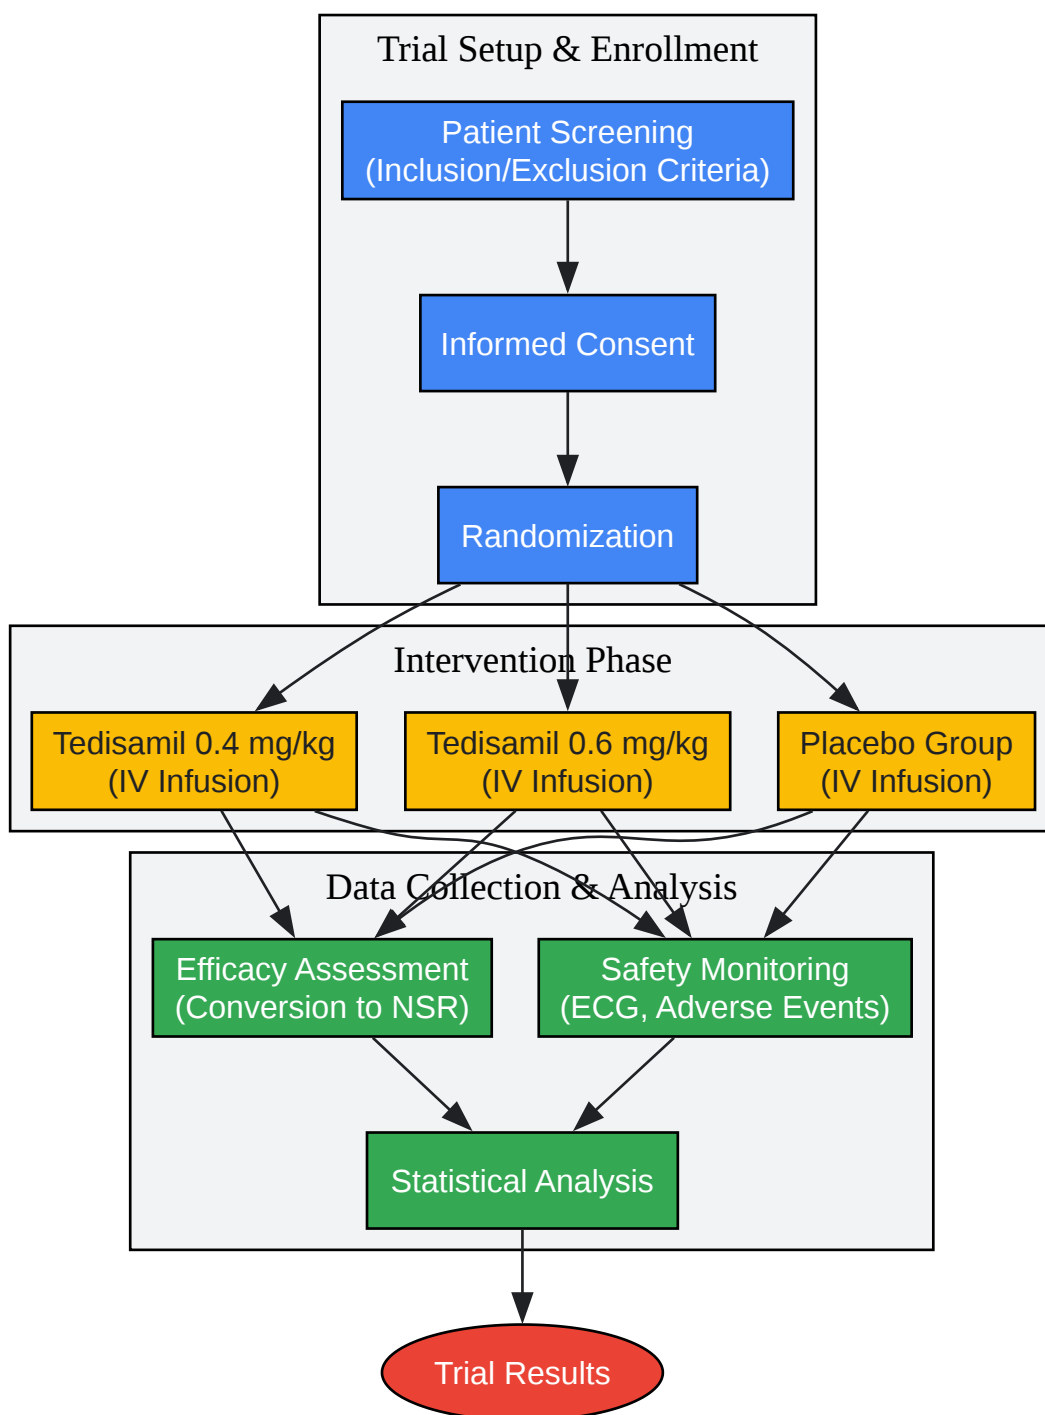 Trial Setup & Enrollment
Patient Screening
(Inclusion/Exclusion Criteria)
Informed Consent
Randomization
Intervention Phase
Tedisamil 0.4 mg/kg
(IV Infusion)
Tedisamil 0.6 mg/kg
(IV Infusion)
Placebo Group
(IV Infusion)
Data Collection & Analysis
Efficacy Assessment
(Conversion to NSR)
Safety Monitoring
(ECG, Adverse Events)
Statistical Analysis
Trial Results